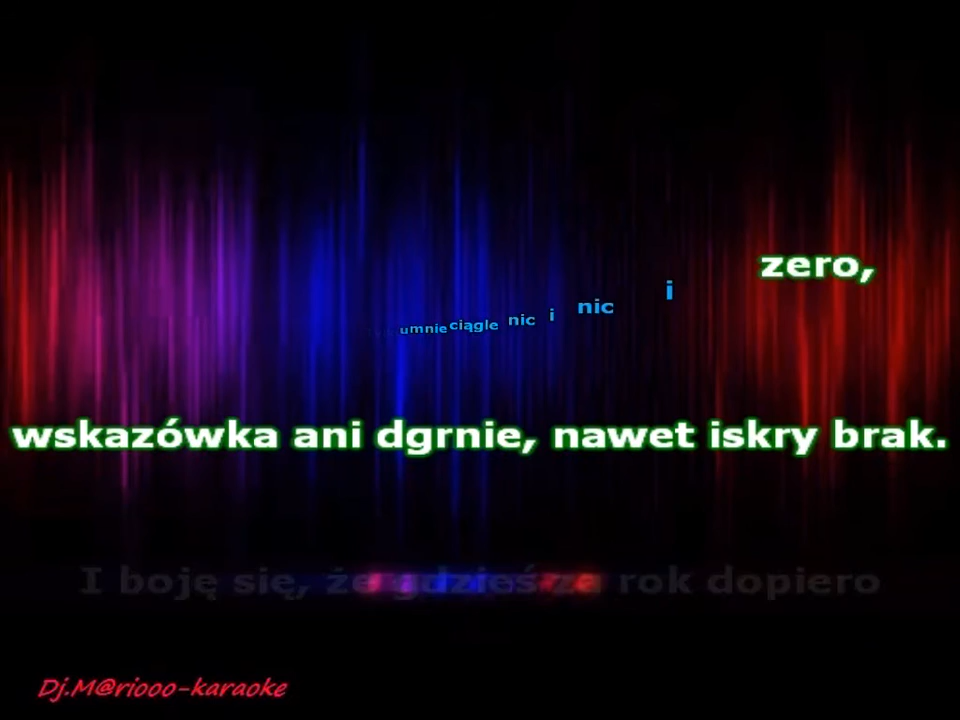 u mnie ciągle nic i nic i zero,
wskazówka ani dgrnie, nawet iskry brak.
I boję się, że gdzieś za rok dopiero
Dj.M@riooo-karaoke